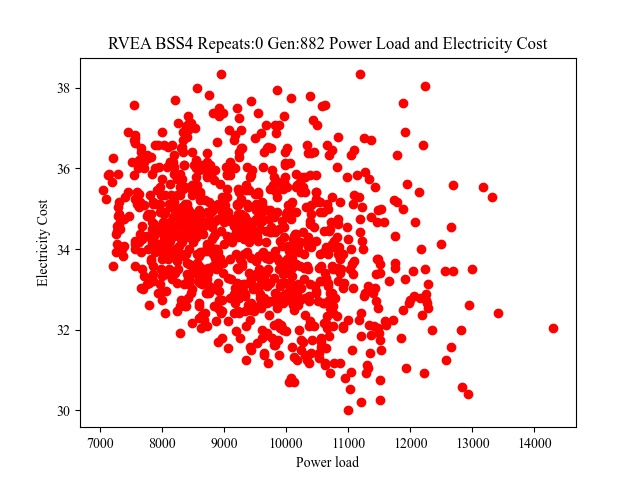 RVEA BSS4 Repeats:0 Gen:882 Power Load and Electricity Cost
Electricity Cost
38
36
34
32
30
7000 8000 9000 10000 11000 12000 13000 14000
Power load